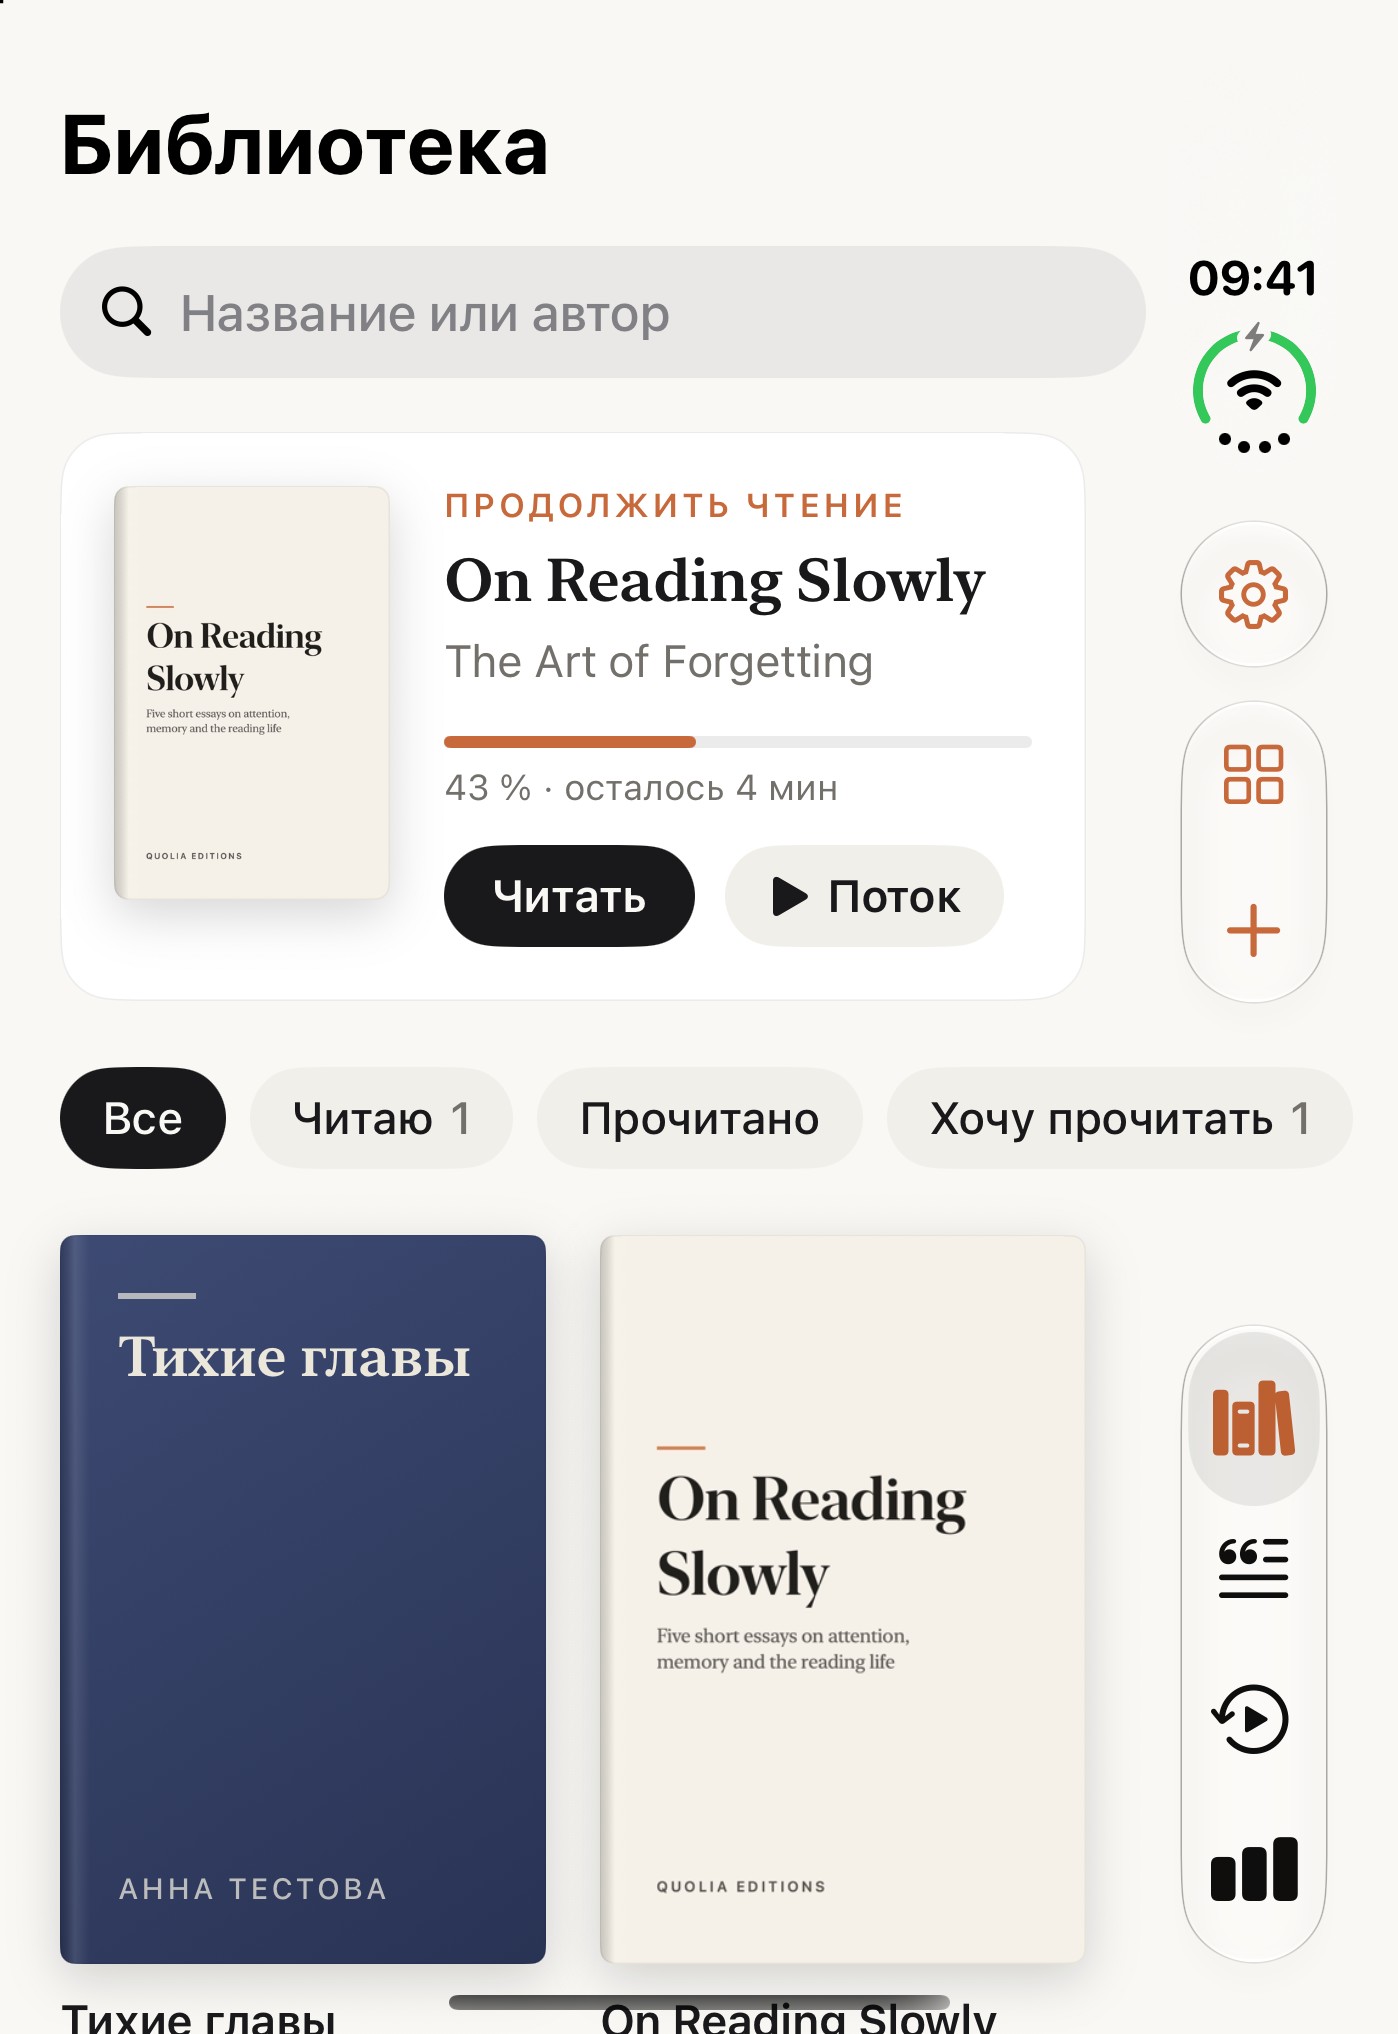 Библиотека
Название или автор
09:41
ПРОДОЛЖИТЬ ЧТЕНИЕ
On Reading Slowly
The Art of Forgetting
43 % · осталось 4 мин
Читать
Поток
On Reading
Slowly
Five short essays on attention,
memory and the reading life
QUOLIA EDITIONS
Все
Читаю 1
Прочитано
Хочу прочитать 1
Тихие главы
АННА ТЕСТОВА
On Reading
Slowly
Five short essays on attention,
memory and the reading life
QUOLIA EDITIONS
Тихие главы
On Reading Slowly